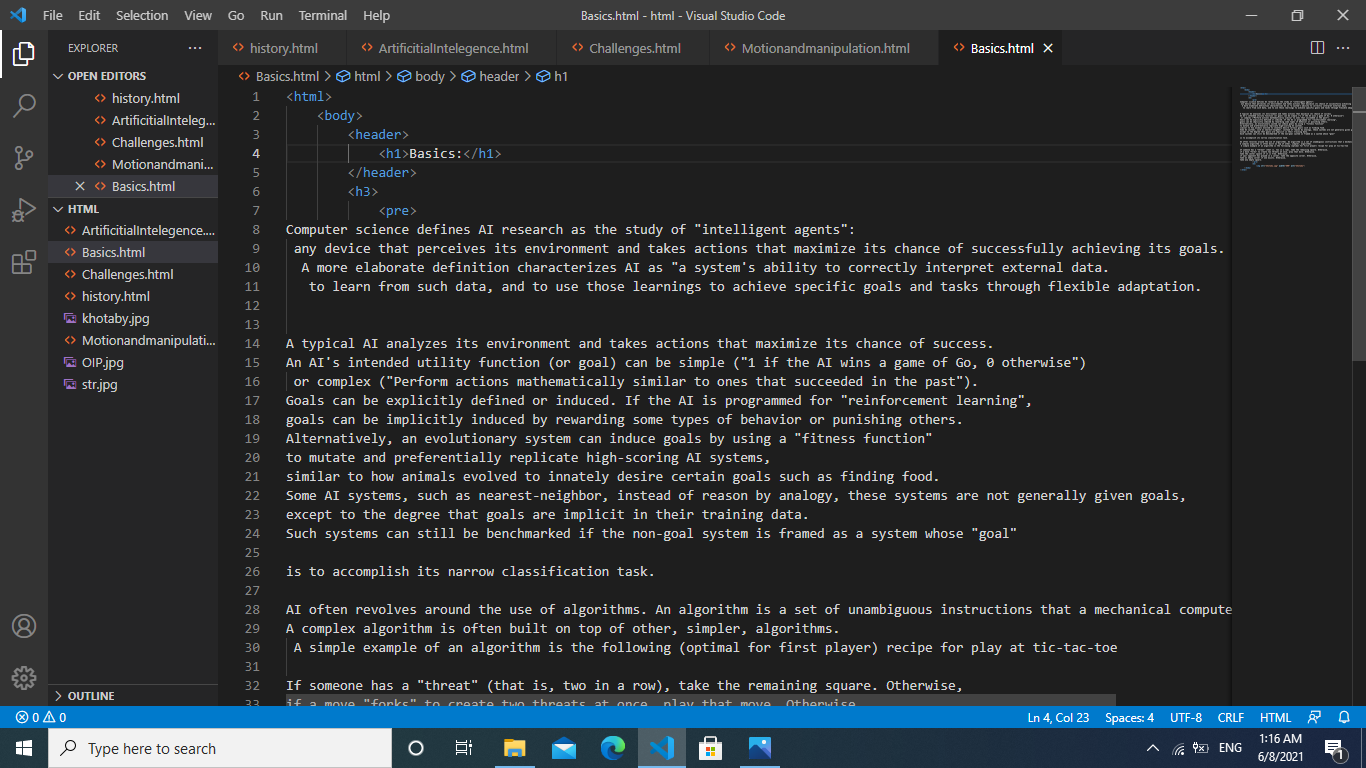 File Edit Selection View Go Run Terminal Help Basics.html - html - Visual Studio Code
EXPLORER
history.html ArtificitialIntelegence.html Challenges.html Motionandmanipulation.html Basics.html
OPEN EDITORS
history.html
ArtificitialInteleg...
Challenges.html
Motionandmani...
Basics.html
HTML
ArtificitialIntelegence....
Basics.html
Challenges.html
history.html
khotaby.jpg
Motionandmanipulati...
OIP.jpg
str.jpg
OUTLINE
Basics.html > html > body > header > h1
1 <html>
2 <body>
3 <header>
4 <h1>Basics:</h1>
5 </header>
6 <h3>
7 <pre>
8 Computer science defines AI research as the study of "intelligent agents":
9 any device that perceives its environment and takes actions that maximize its chance of successfully achieving its goals.
10 A more elaborate definition characterizes AI as "a system's ability to correctly interpret external data.
11 to learn from such data, and to use those learnings to achieve specific goals and tasks through flexible adaptation.
12
13
14 A typical AI analyzes its environment and takes actions that maximize its chance of success.
15 An AI's intended utility function (or goal) can be simple ("1 if the AI wins a game of Go, 0 otherwise")
16 or complex ("Perform actions mathematically similar to ones that succeeded in the past").
17 Goals can be explicitly defined or induced. If the AI is programmed for "reinforcement learning",
18 goals can be implicitly induced by rewarding some types of behavior or punishing others.
19 Alternatively, an evolutionary system can induce goals by using a "fitness function"
20 to mutate and preferentially replicate high-scoring AI systems,
21 similar to how animals evolved to innately desire certain goals such as finding food.
22 Some AI systems, such as nearest-neighbor, instead of reason by analogy, these systems are not generally given goals,
23 except to the degree that goals are implicit in their training data.
24 Such systems can still be benchmarked if the non-goal system is framed as a system whose "goal"
25
26 is to accomplish its narrow classification task.
27
28 AI often revolves around the use of algorithms. An algorithm is a set of unambiguous instructions that a mechanical compute
29 A complex algorithm is often built on top of other, simpler, algorithms.
30 A simple example of an algorithm is the following (optimal for first player) recipe for play at tic-tac-toe
31
32 If someone has a "threat" (that is, two in a row), take the remaining square. Otherwise,
33 if a move "forks" to create two threats at once, play that move. Otherwise
0 0 Ln 4, Col 23 Spaces: 4 UTF-8 CRLF HTML
Type here to search
ENG
1:16 AM
6/8/2021
1